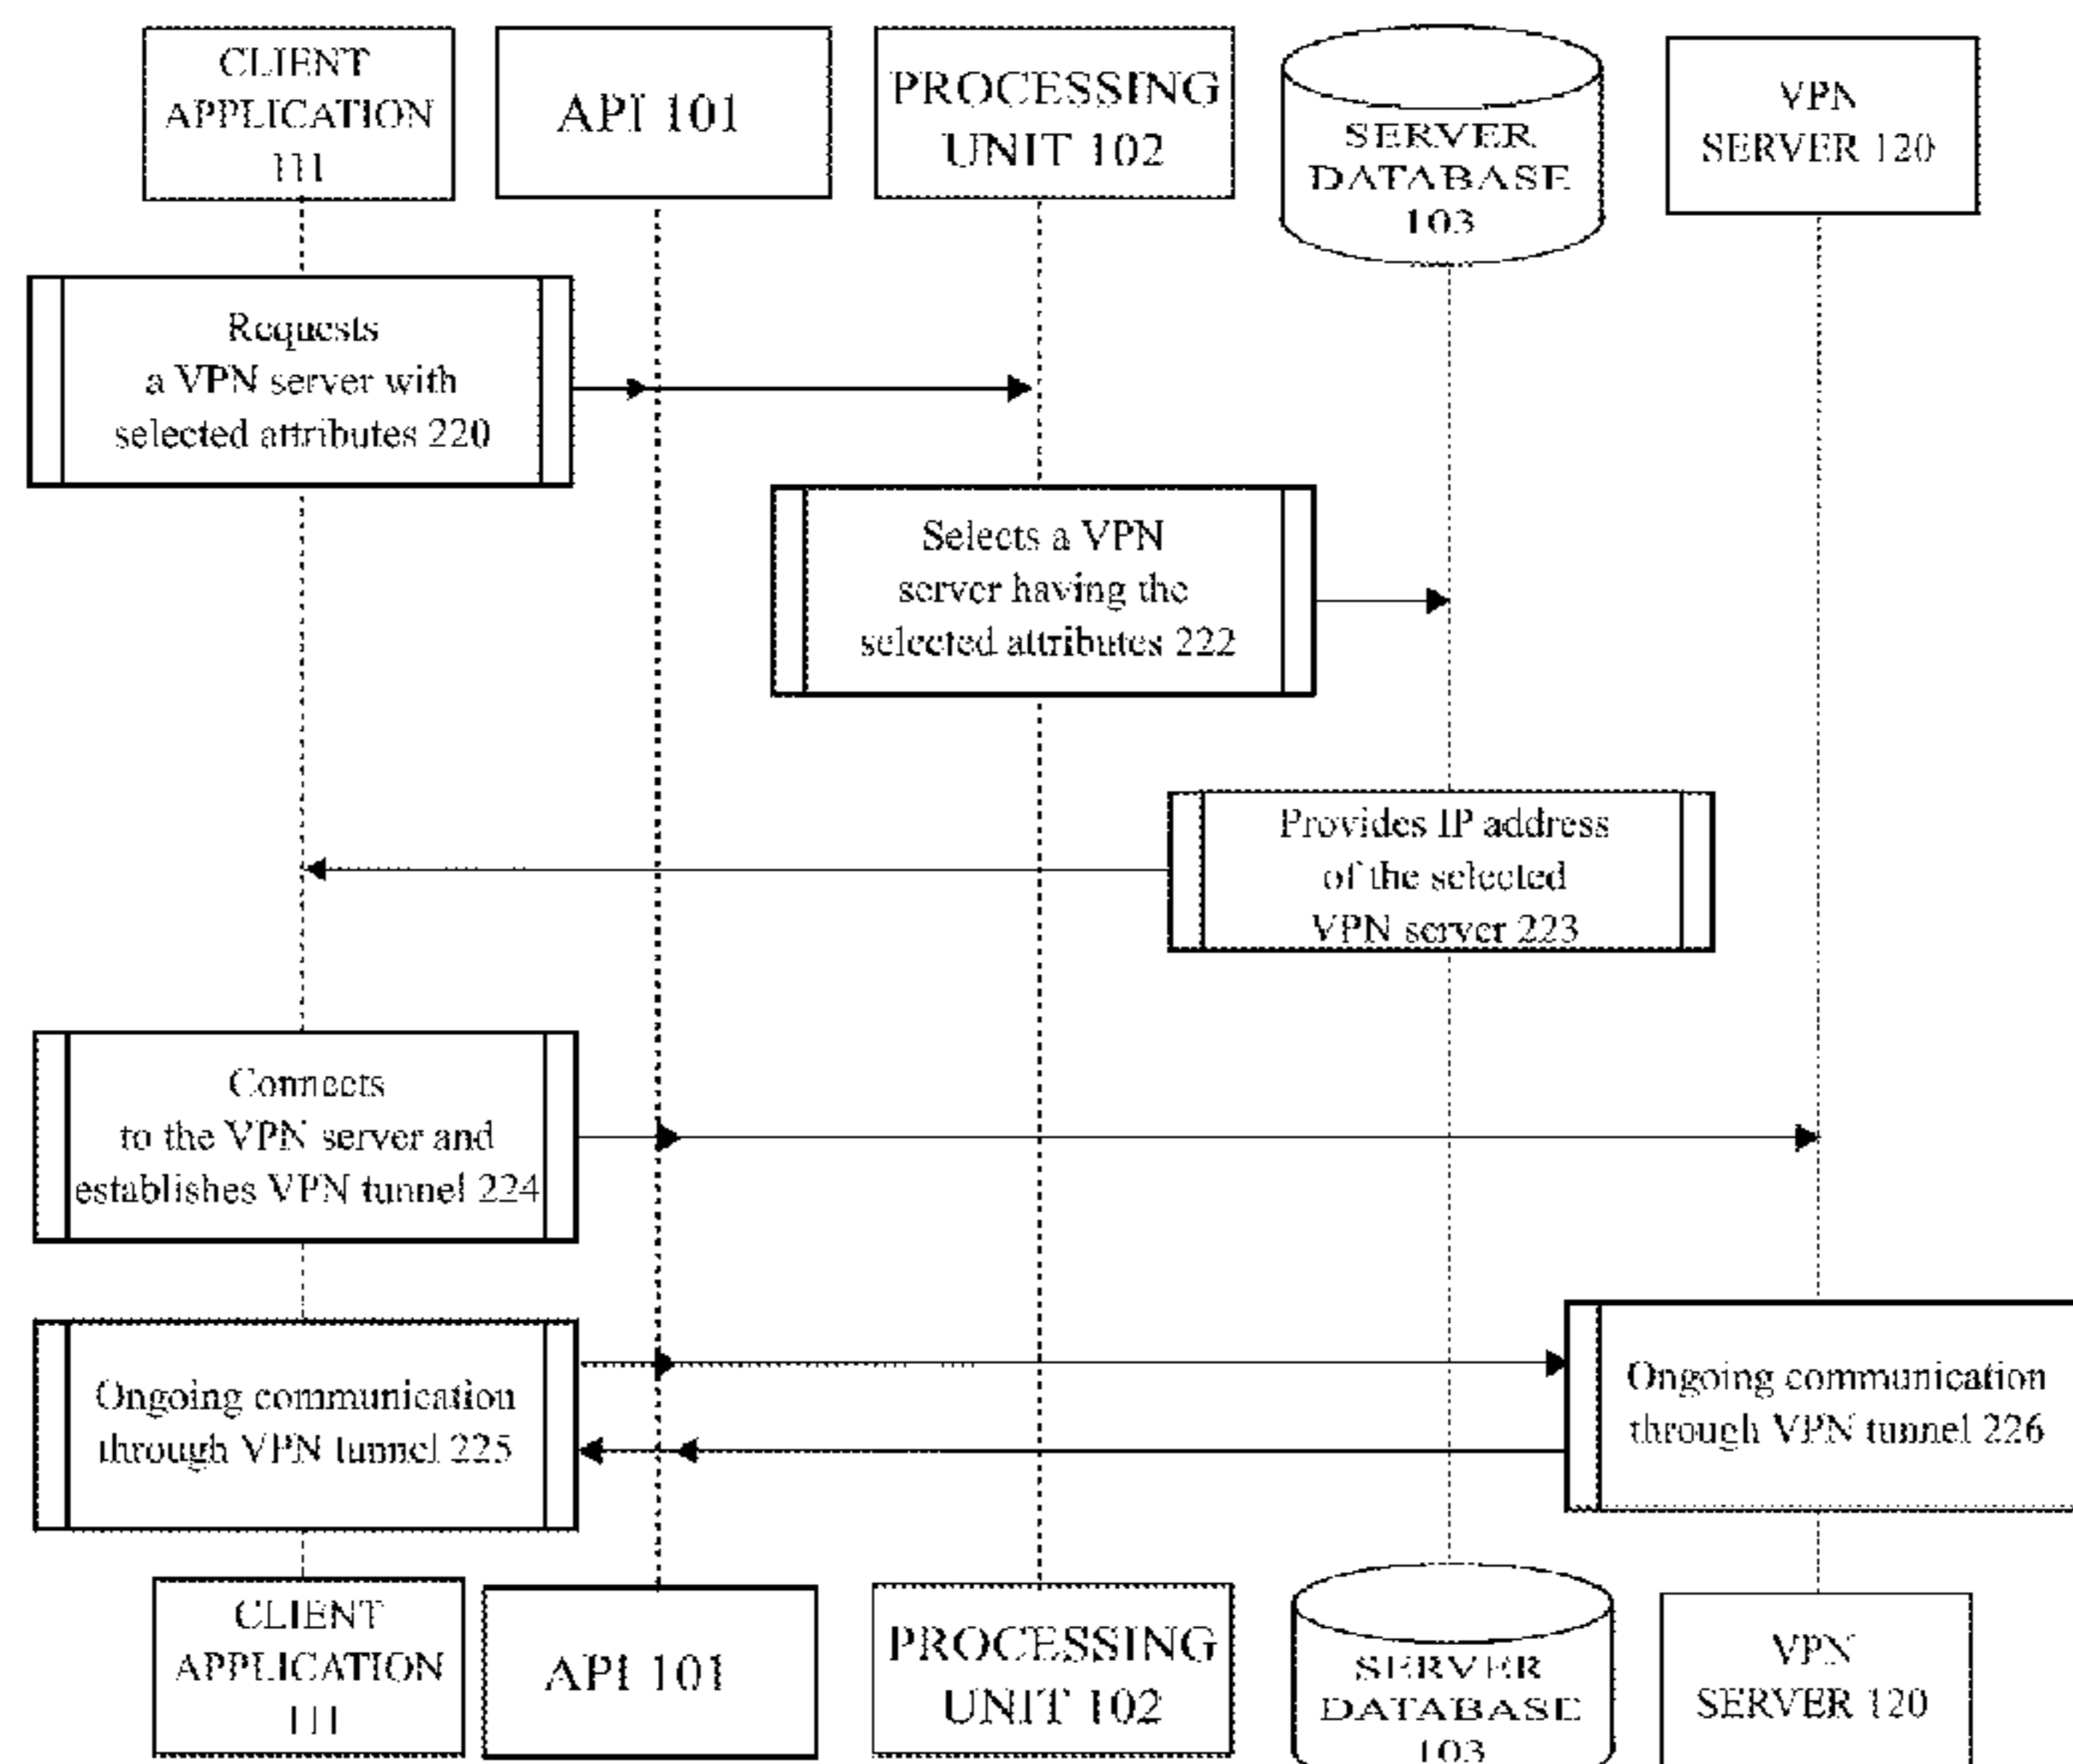 CLIENT
APPLICATION
111
API 101
PROCESSING
UNIT 102
SERVER
DATABASE
103
VPN
SERVER 120
Requests
a VPN server with
selected attributes 220
Selects a VPN
server having the
selected attributes 222
Provides IP address
of the selected
VPN server 223
Connects
to the VPN server and
establishes VPN tunnel 224
Ongoing communication
through VPN tunnel 225
Ongoing communication
through VPN tunnel 226
CLIENT
APPLICATION
111
API 101
PROCESSING
UNIT 102
SERVER
DATABASE
103
VPN
SERVER 120